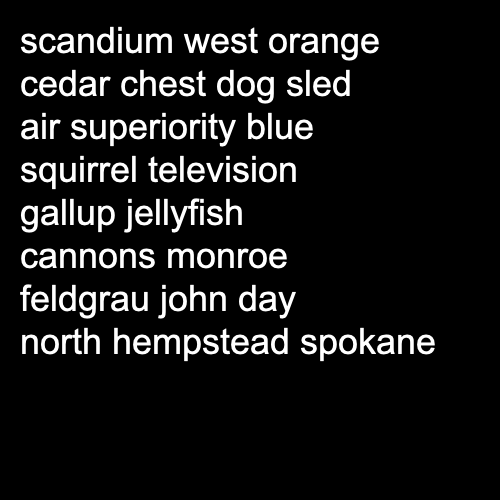 scandium west orange
cedar chest dog sled
air superiority blue
squirrel television
gallup jellyfish
cannons monroe
feldgrau john day
north hempstead spokane